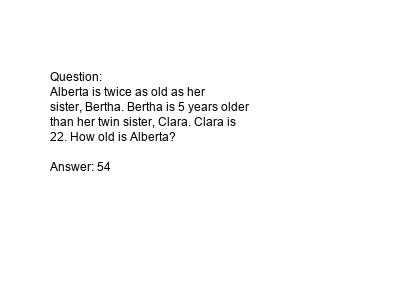 Question:
Alberta is twice as old as her
sister, Bertha. Bertha is 5 years older
than her twin sister, Clara. Clara is
22. How old is Alberta?
Answer: 54